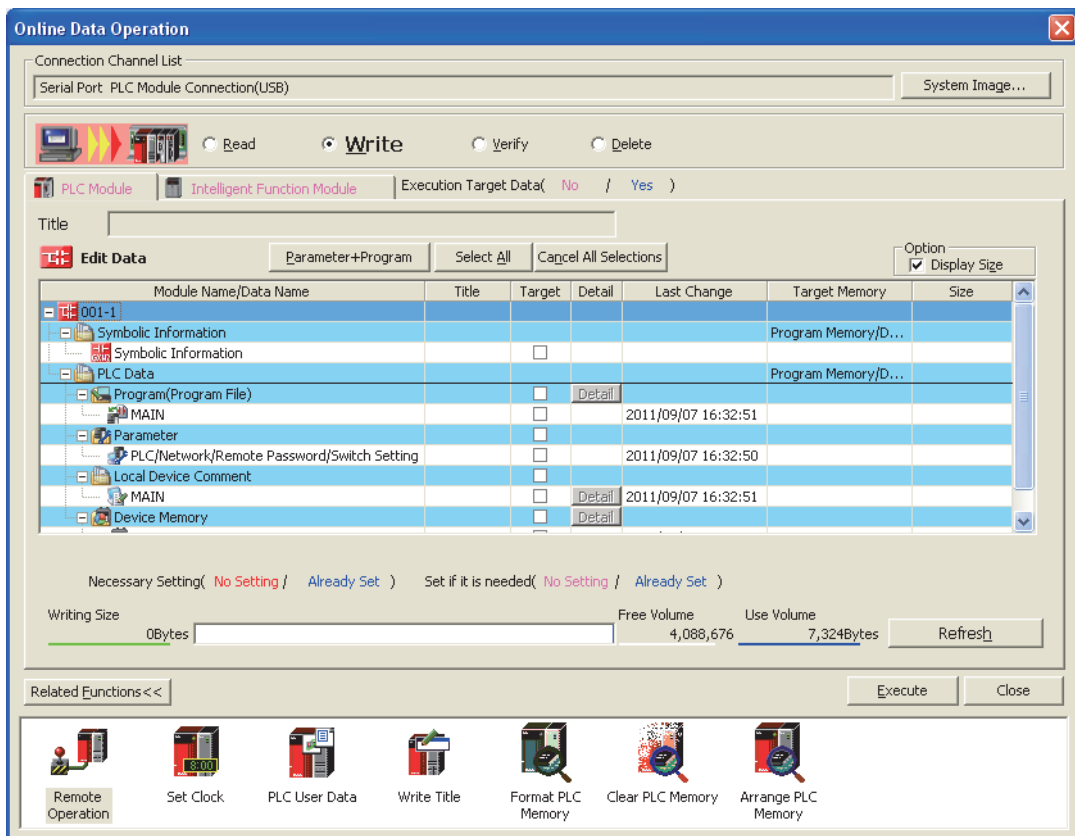 Online Data Operation
Connection Channel List
Serial Port PLC Module Connection(USB)
System Image...
Read
Write
Verify
Delete
PLC Module
Intelligent Function Module
Execution Target Data( No / Yes )
Title
Edit Data
Parameter+Program
Select All
Cancel All Selections
Option
Display Size
Module Name/Data Name Title Target Detail Last Change Target Memory Size
001-1
Symbolic Information Program Memory/D...
Symbolic Information
PLC Data Program Memory/D...
Program(Program File) Detail
MAIN 2011/09/07 16:32:51
Parameter
PLC/Network/Remote Password/Switch Setting 2011/09/07 16:32:50
Local Device Comment
MAIN Detail 2011/09/07 16:32:51
Device Memory Detail
Necessary Setting( No Setting / Already Set ) Set if it is needed( No Setting / Already Set )
Writing Size
0Bytes
Free Volume
4,088,676
Use Volume
7,324Bytes
Refresh
Related Functions<<
Execute
Close
Remote
Operation
Set Clock
8:00
PLC User Data
Write Title
Format PLC
Memory
Clear PLC Memory
Arrange PLC
Memory